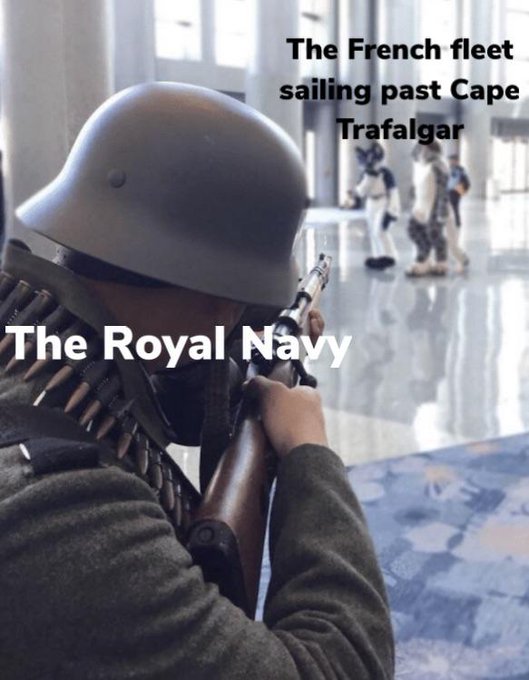 The French fleet
sailing past Cape
Trafalgar
The Royal Navy